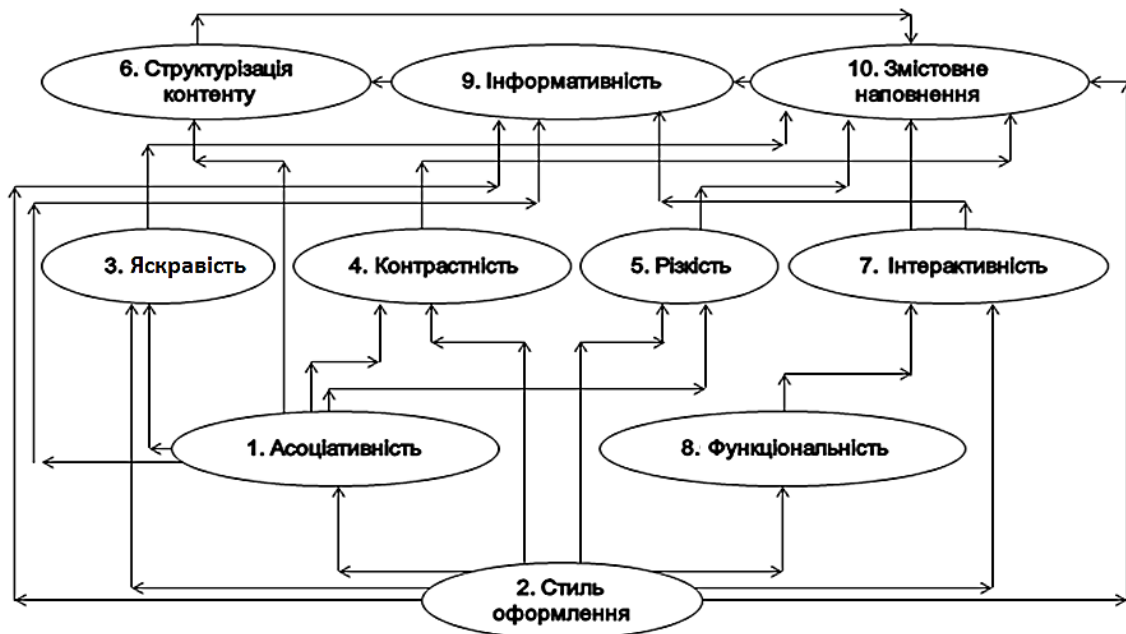 6. Структурізація
контенту
9. Інформативність
10. Змістовне
наповнення
3. Яскравість
4. Контрастність
5. Різкість
7. Інтерактивність
1. Асоціативність
8. Функціональність
2. Стиль
оформлення